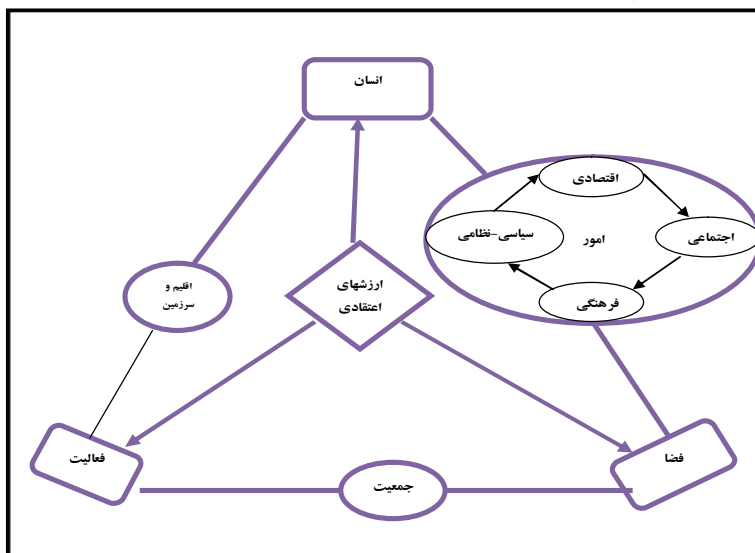 انسان
اقتصادی
سیاسی-نظامی
امور
اجتماعی
فرهنگی
اقلیم و
سرزمین
ارزشهای
اعتقادی
فضا
فعالیت
جمعیت